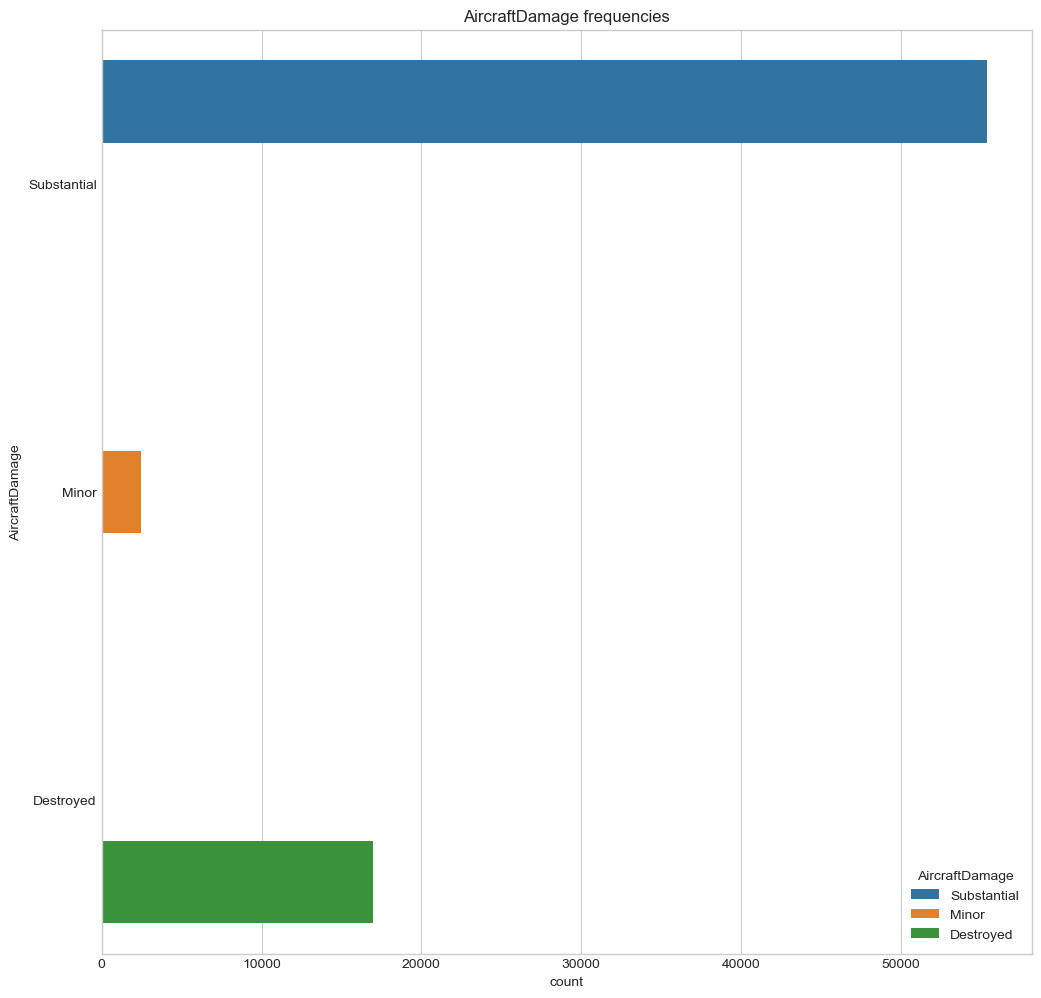 AircraftDamage frequencies
Substantial
Minor
Destroyed
AircraftDamage
0 10000 20000 30000 40000 50000
count
AircraftDamage
Substantial
Minor
Destroyed